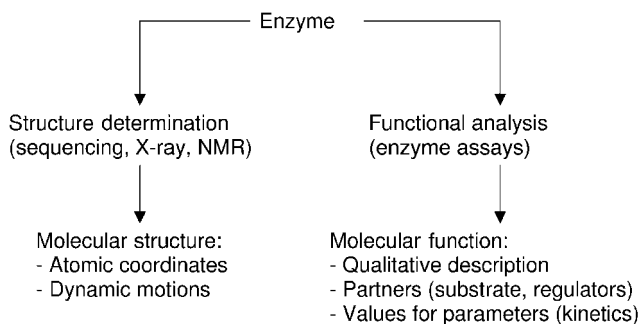 Enzyme
Structure determination
(sequencing, X-ray, NMR)
Functional analysis
(enzyme assays)
Molecular structure:
- Atomic coordinates
- Dynamic motions
Molecular function:
- Qualitative description
- Partners (substrate, regulators)
- Values for parameters (kinetics)